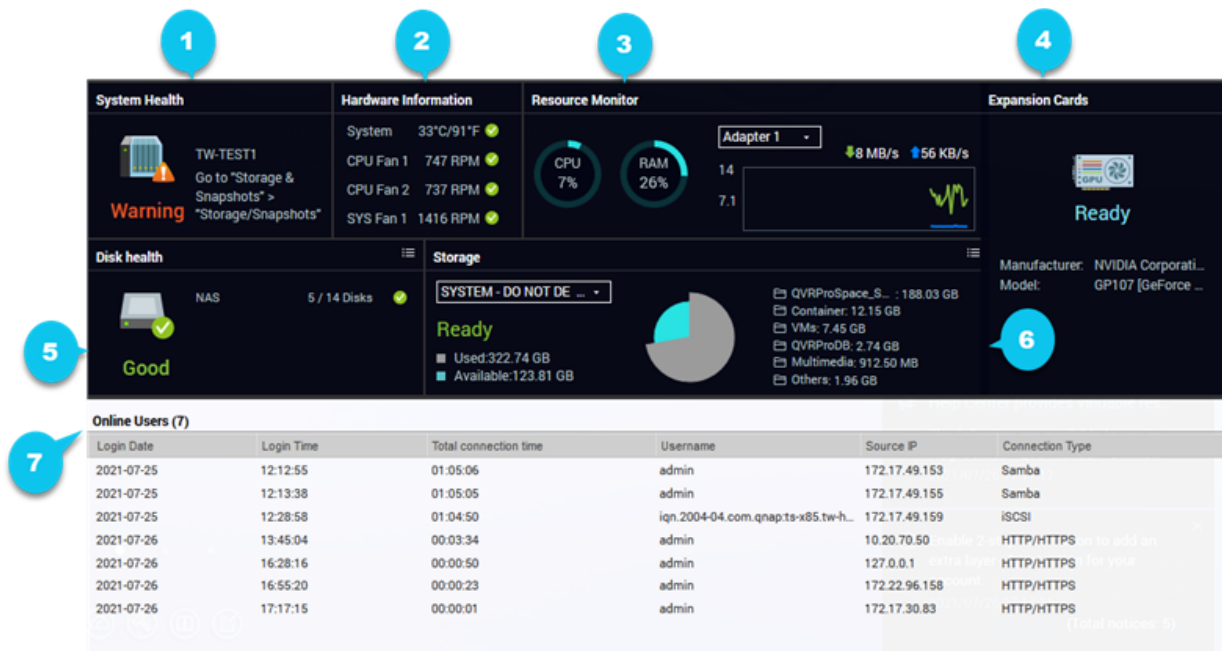 1
2
3
4
System Health
Warning
TW-TEST1
Go to "Storage &
Snapshots" >
"Storage/Snapshots"
Hardware Information
System 33°C/91°F
CPU Fan 1 747 RPM
CPU Fan 2 737 RPM
SYS Fan 1 1416 RPM
Resource Monitor
CPU
7%
RAM
26%
Adapter 1
8 MB/s 56 KB/s
14
7.1
Expansion Cards
GPU
Ready
Manufacturer: NVIDIA Corporati...
Model: GP107 [GeForce ...
5
Disk health
NAS 5 / 14 Disks
Good
Storage
SYSTEM - DO NOT DE ...
Ready
Used:322.74 GB
Available:123.81 GB
QVRProSpace_S... : 188.03 GB
Container: 12.15 GB
VMs: 7.45 GB
QVRProDB: 2.74 GB
Multimedia: 912.50 MB
Others: 1.96 GB
6
7
Online Users (7)
Login Date Login Time Total connection time Username Source IP Connection Type
2021-07-25 12:12:55 01:05:06 admin 172.17.49.153 Samba
2021-07-25 12:13:38 01:05:05 admin 172.17.49.155 Samba
2021-07-25 12:28:58 01:04:50 iqn.2004-04.com.qnap:ts-x85.tw-h... 172.17.49.159 iSCSI
2021-07-26 13:45:04 00:03:34 admin 10.20.70.50 HTTP/HTTPS
2021-07-26 16:28:16 00:00:50 admin 127.0.0.1 HTTP/HTTPS
2021-07-26 16:55:20 00:00:23 admin 172.22.96.158 HTTP/HTTPS
2021-07-26 17:17:15 00:00:01 admin 172.17.30.83 HTTP/HTTPS
(Total notices: 5)